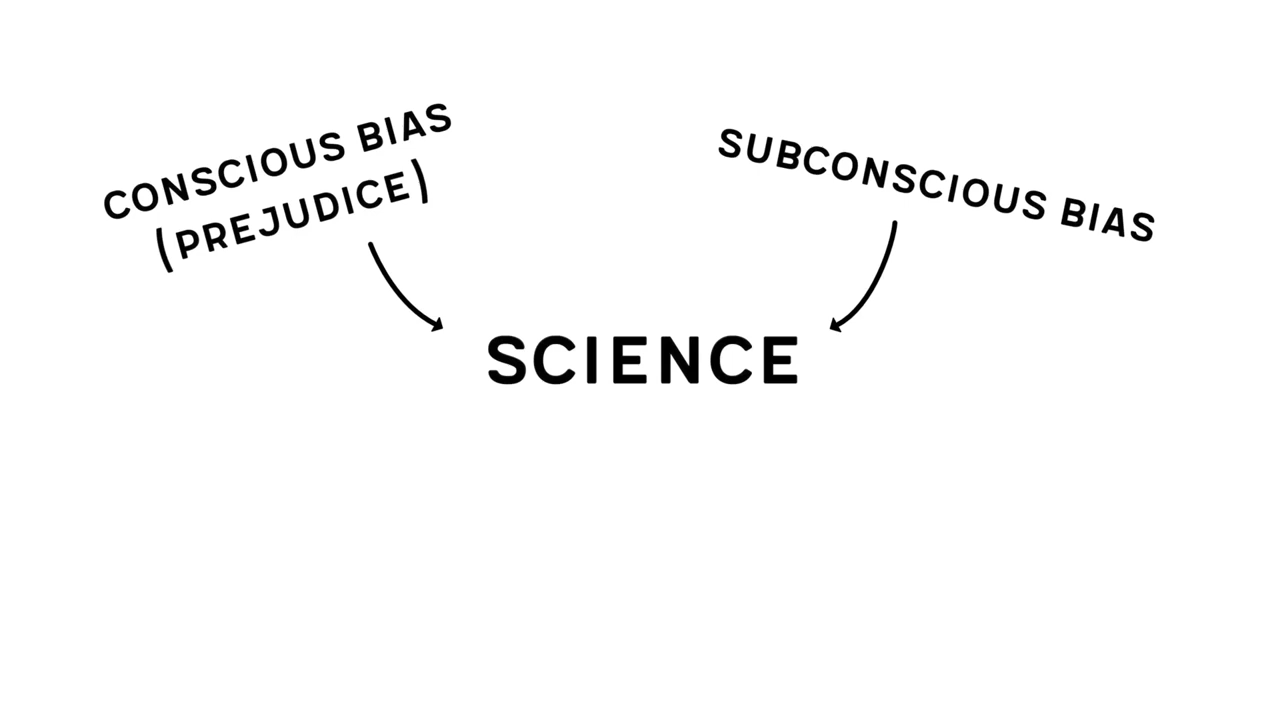 CONSCIOUS BIAS
(PREJUDICE)
SUBCONSCIOUS BIAS
SCIENCE